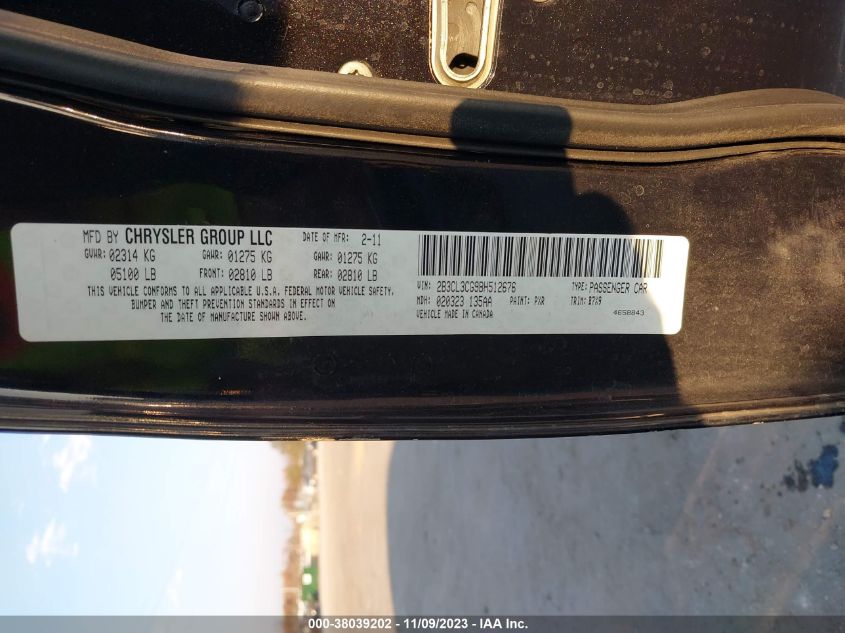 MFD BY CHRYSLER GROUP LLC DATE OF MFR: 2-11
GVWR: 02314 KG GAWR: 01275 KG GAWR: 01275 KG
05100 LB FRONT: 02810 LB REAR: 02810 LB
THIS VEHICLE CONFORMS TO ALL APPLICABLE U.S.A. FEDERAL MOTOR VEHICLE SAFETY,
BUMPER AND THEFT PREVENTION STANDARDS IN EFFECT ON
THE DATE OF MANUFACTURE SHOWN ABOVE.
VIN: 2B3CL3CG9BH512676 TYPE: PASSENGER CAR
MDH: 020323 135AA PAINT: PXR TRIM: B7X9
VEHICLE MADE IN CANADA 4658843
000-38039202 - 11/09/2023 - IAA Inc.